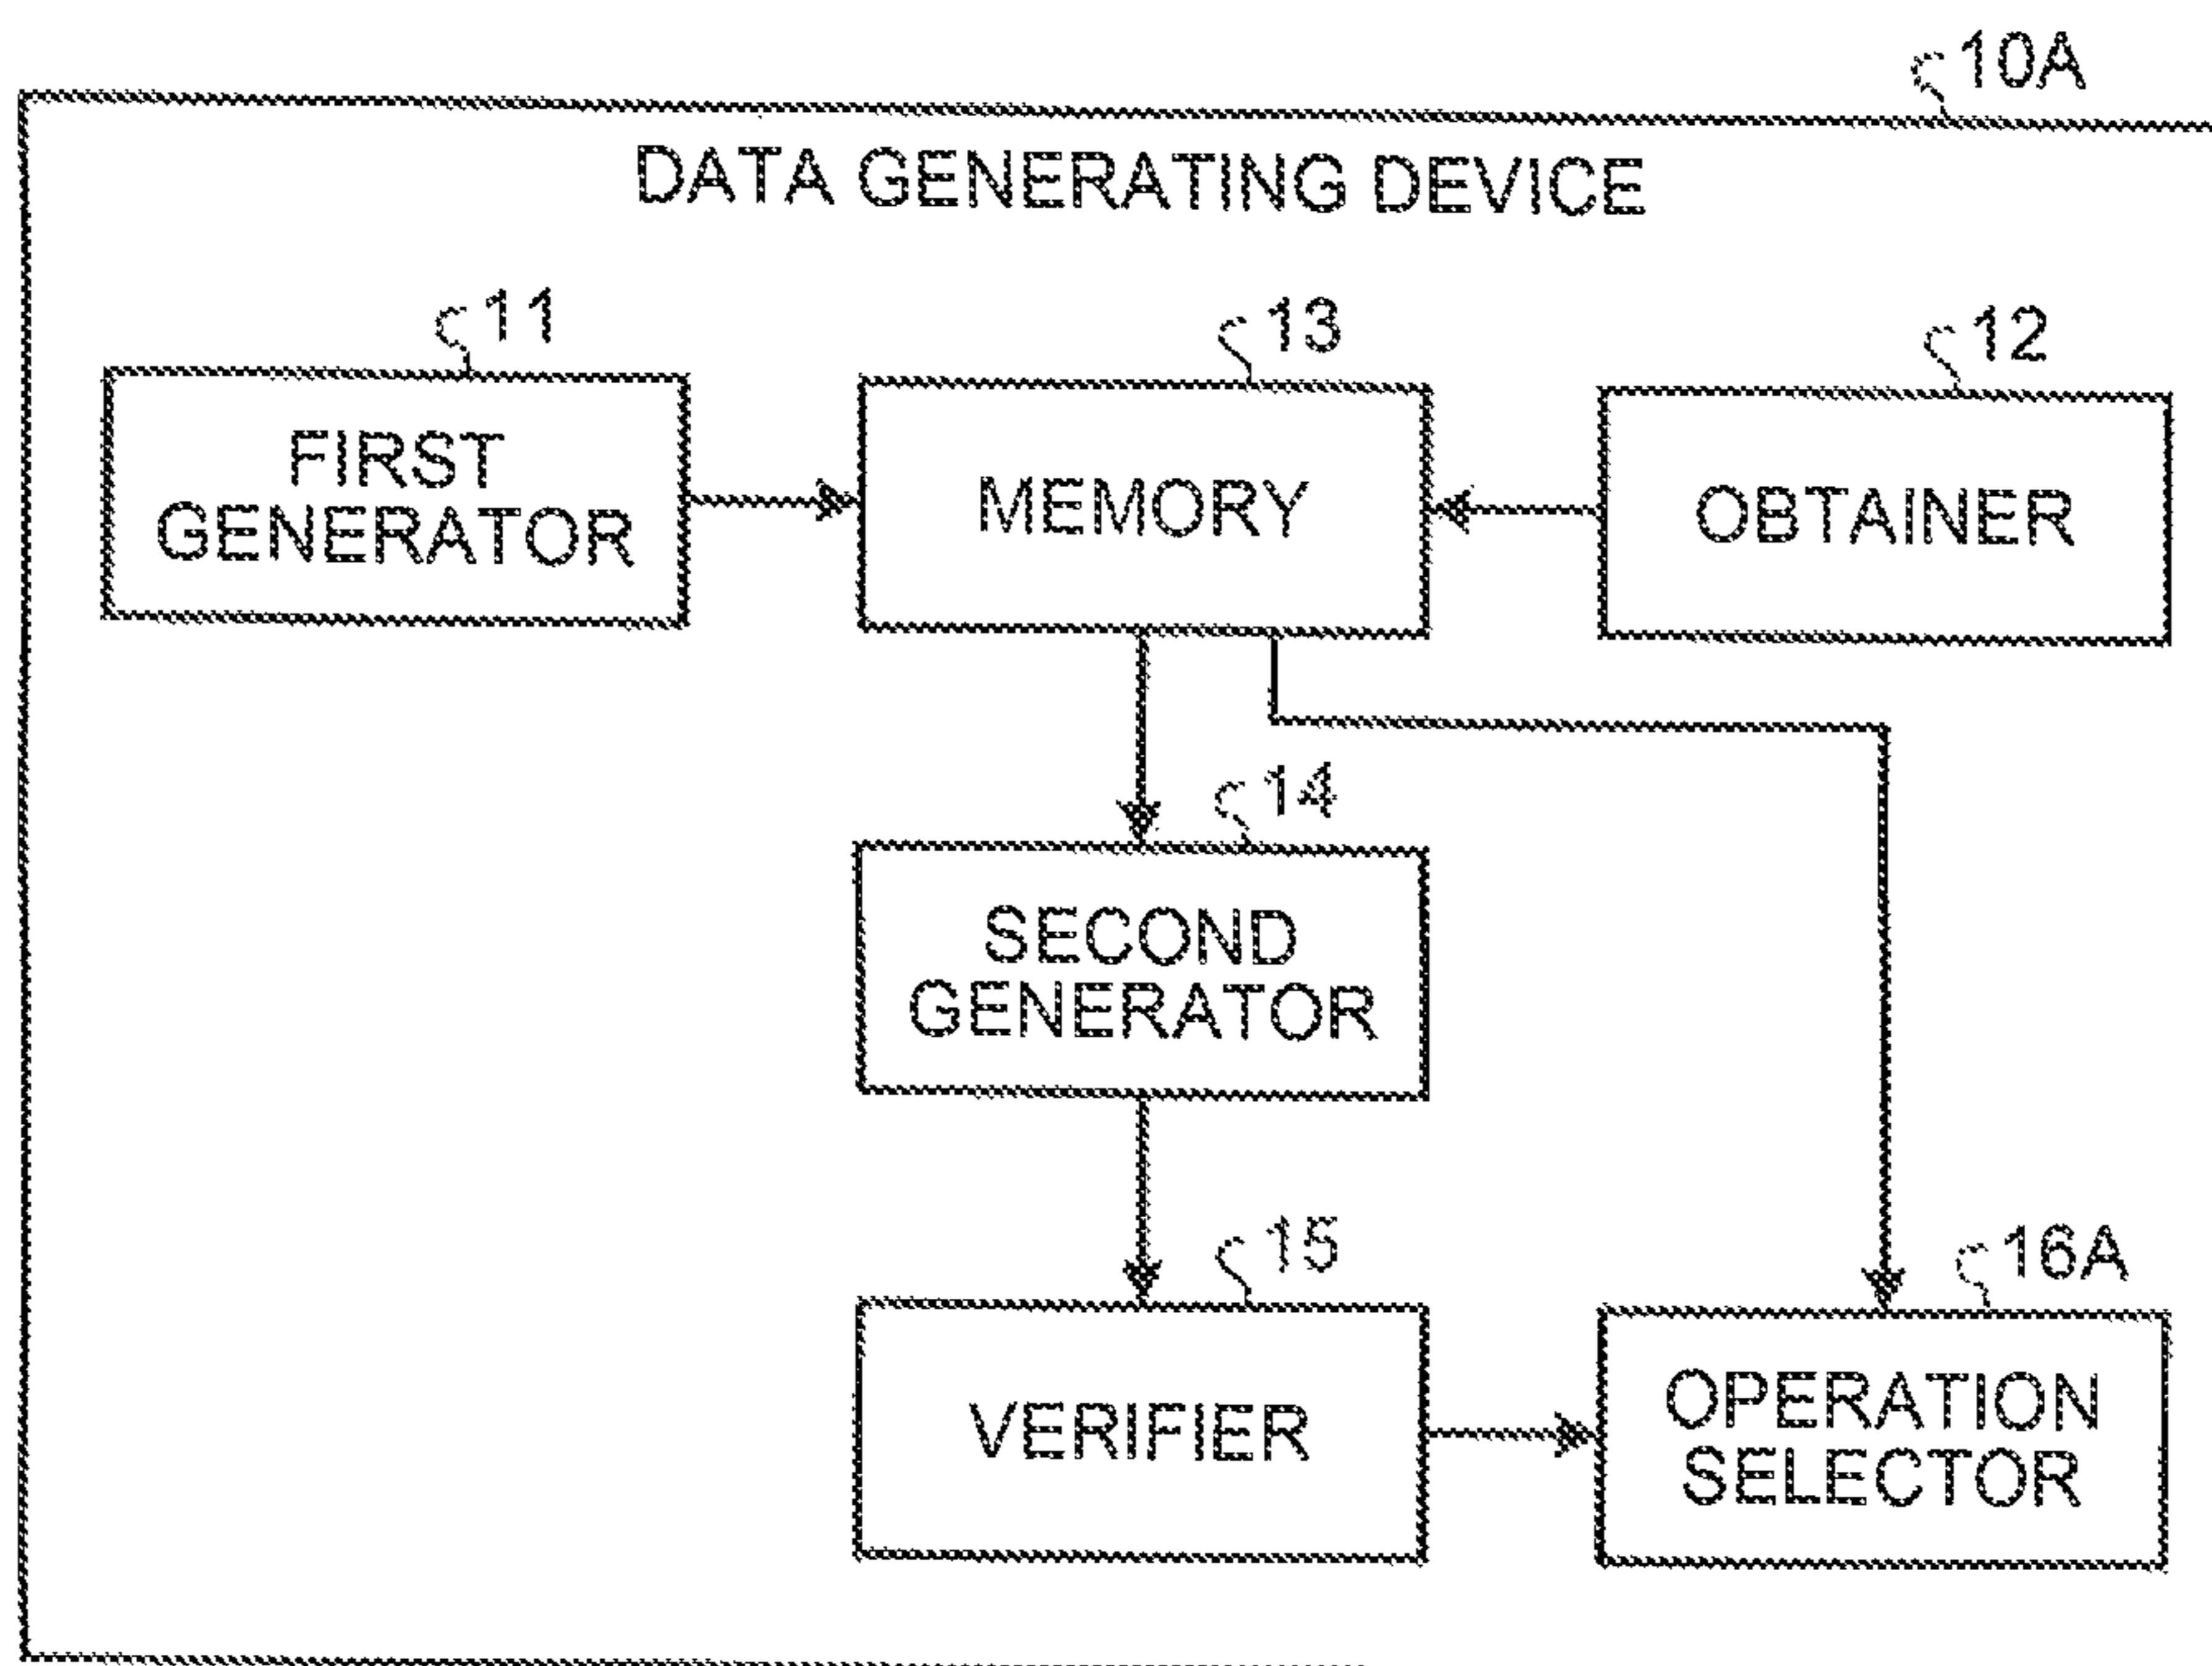 10A
DATA GENERATING DEVICE
11
13
12
FIRST
GENERATOR
MEMORY
OBTAINER
14
SECOND
GENERATOR
15
16A
VERIFIER
OPERATION
SELECTOR